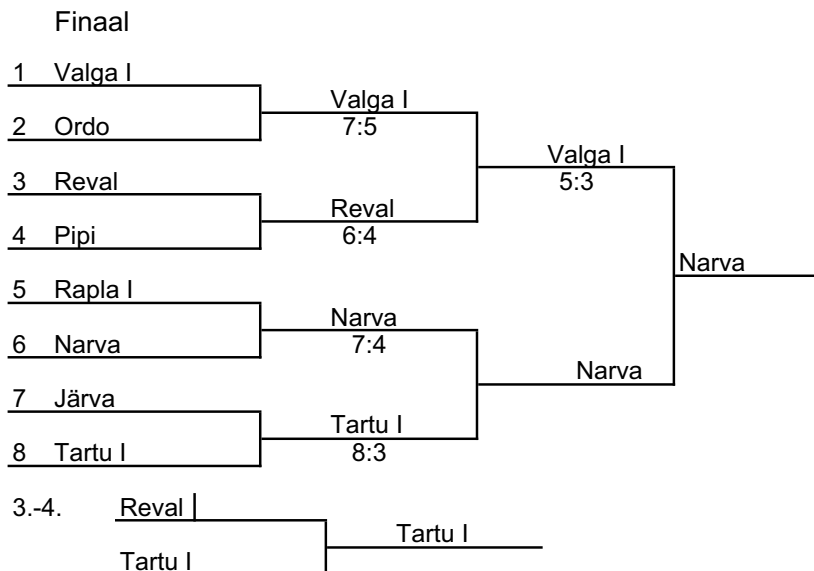 Finaal
1 Valga I
Valga I
2 Ordo
7:5
Valga I
3 Reval
5:3
Reval
4 Pipi
6:4
Narva
5 Rapla I
Narva
6 Narva
7:4
Narva
7 Järva
Tartu I
8 Tartu I
8:3
3.-4. Reval
Tartu I
Tartu I